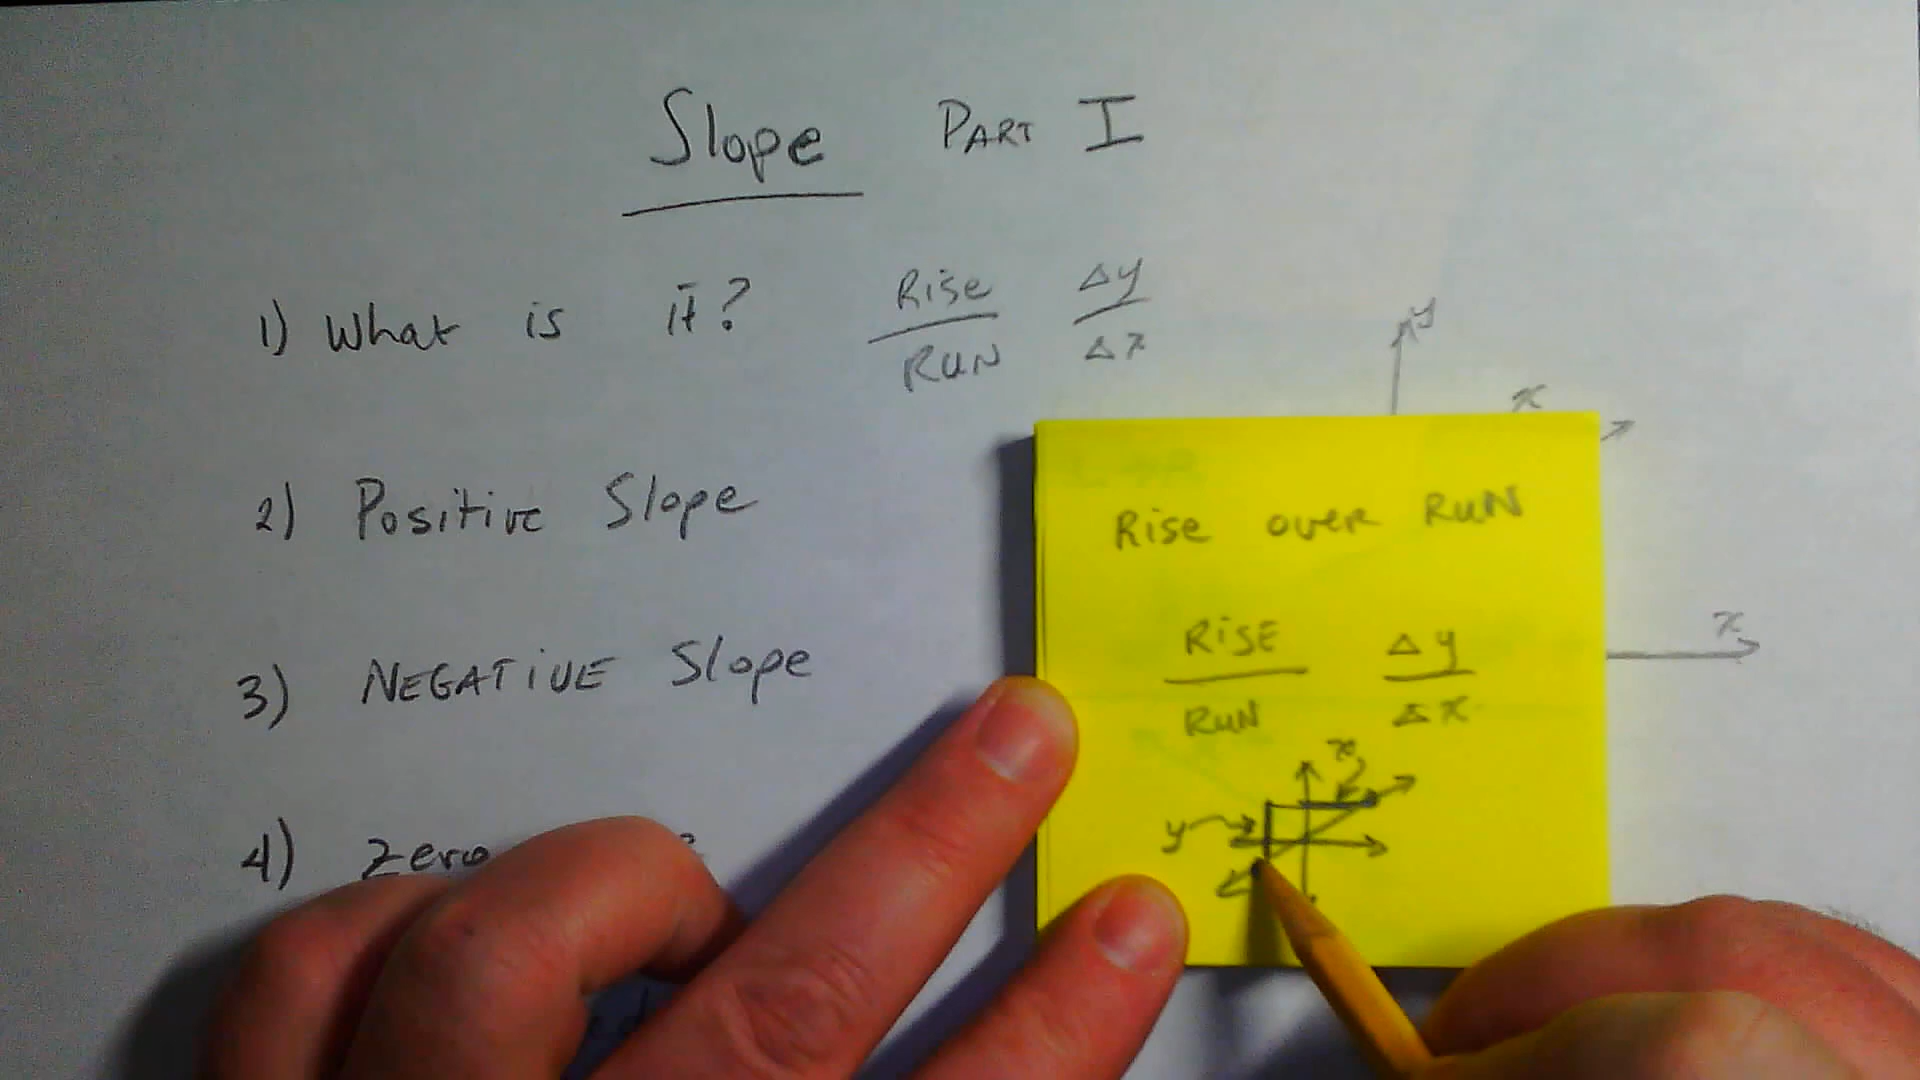 Slope PART I
1) What is it? Rise/RUN Δy/Δx
y
x
2) Positive Slope
Rise over RUN
x
3) NEGATIVE Slope
RISE/RUN Δy/Δx
x
y
4) Zero